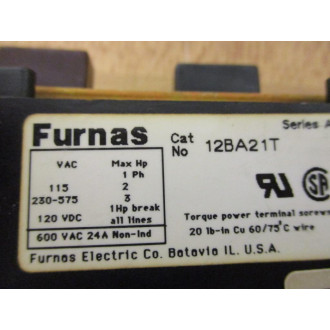 Furnas
Cat No 12BA21T
Series A
VAC Max Hp
1 Ph
115 2
230-575 3
120 VDC 1Hp break all lines
600 VAC 24A Non-Ind
Torque power terminal screws
20 lb-in Cu 60/75°C wire
Furnas Electric Co. Batavia IL. U.S.A.